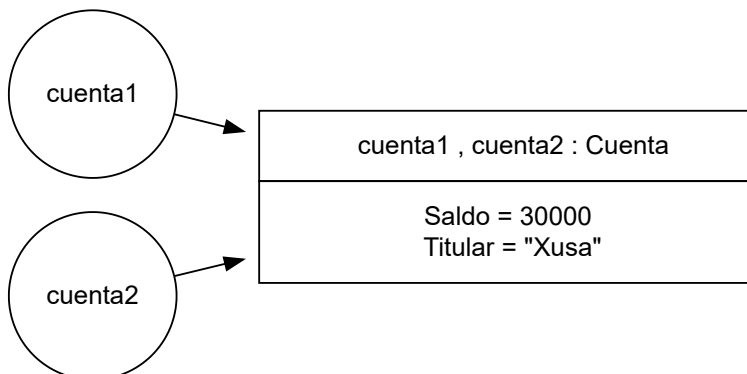 cuenta1
cuenta1 , cuenta2 : Cuenta
Saldo = 30000
Titular = "Xusa"
cuenta2